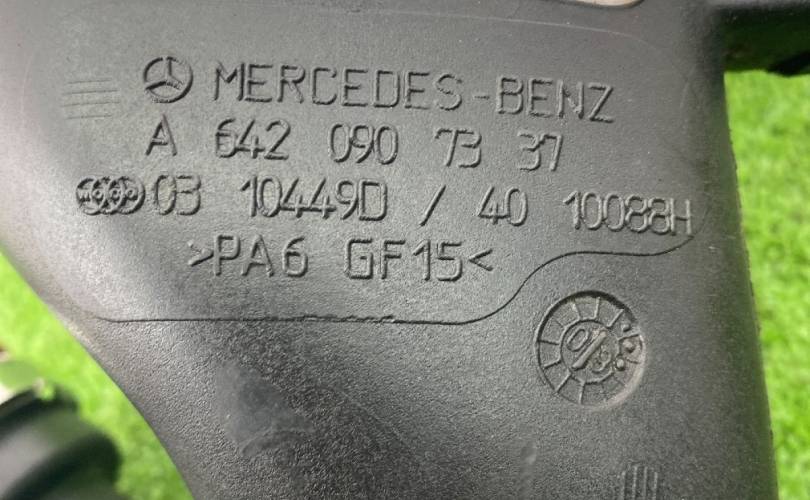 MERCEDES-BENZ
A 642 090 73 37
03 10449D / 40 10088H
>PA6 GF15<